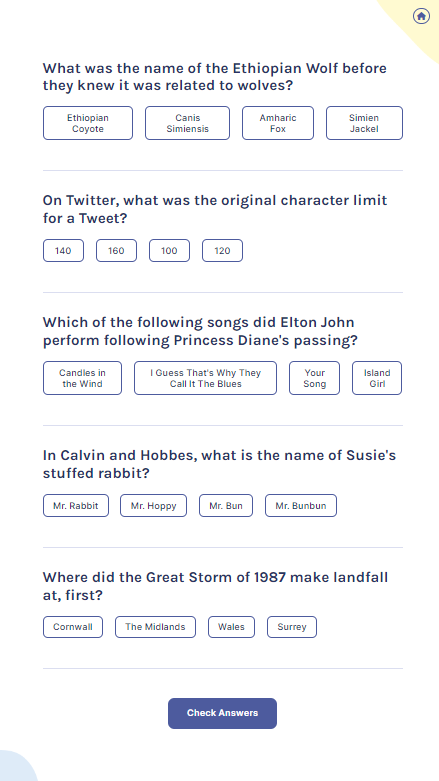 What was the name of the Ethiopian Wolf before
they knew it was related to wolves?
Ethiopian
Coyote
Canis
Simiensis
Amharic
Fox
Simien
Jackel
On Twitter, what was the original character limit
for a Tweet?
140
160
100
120
Which of the following songs did Elton John
perform following Princess Diane's passing?
Candles in
the Wind
I Guess That's Why They
Call It The Blues
Your
Song
Island
Girl
In Calvin and Hobbes, what is the name of Susie's
stuffed rabbit?
Mr. Rabbit
Mr. Hoppy
Mr. Bun
Mr. Bunbun
Where did the Great Storm of 1987 make landfall
at, first?
Cornwall
The Midlands
Wales
Surrey
Check Answers